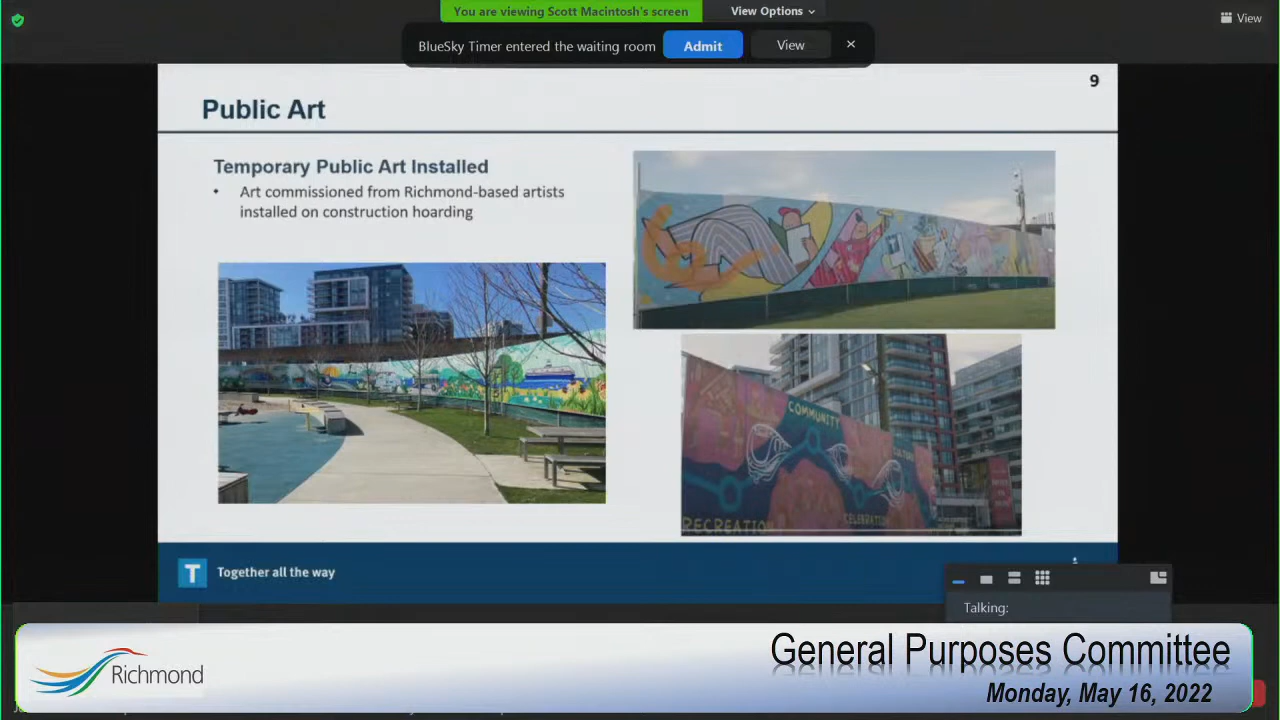 You are viewing Scott Macintosh's screen
View Options
View
BlueSky Timer entered the waiting room
Admit
View
9
Public Art
Temporary Public Art Installed
• Art commissioned from Richmond-based artists
installed on construction hoarding
COMMUNITY
RECREATION
CELEBRATION
T
Together all the way
Talking:
Richmond
General Purposes Committee
Monday, May 16, 2022